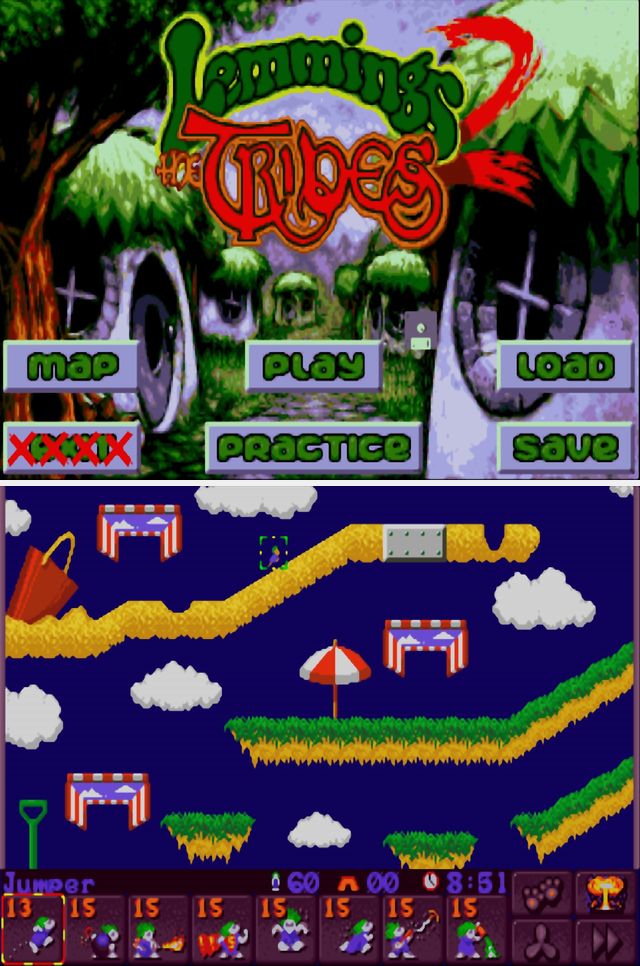 Lemmings 2
the TRIBES
MAP PLAY LOAD
PRACTICE SAVE
Jumper 60 00 8:51
13 15 15 15 15 15 15 15